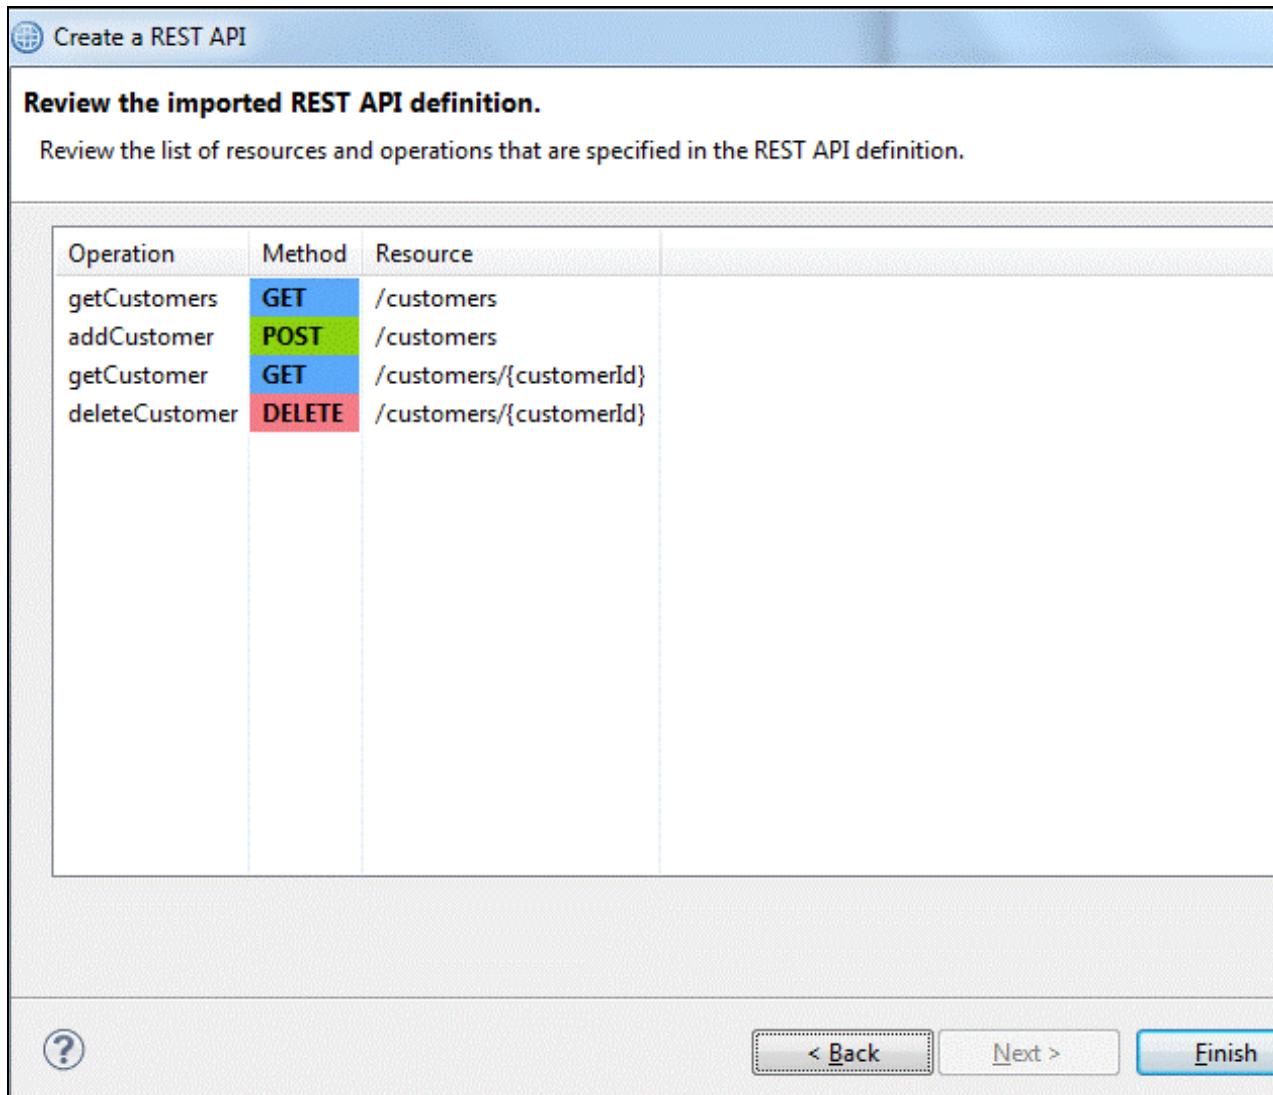 Create a REST API
Review the imported REST API definition.
Review the list of resources and operations that are specified in the REST API definition.
Operation Method Resource
getCustomers GET /customers
addCustomer POST /customers
getCustomer GET /customers/{customerId}
deleteCustomer DELETE /customers/{customerId}
? < Back Next > Finish